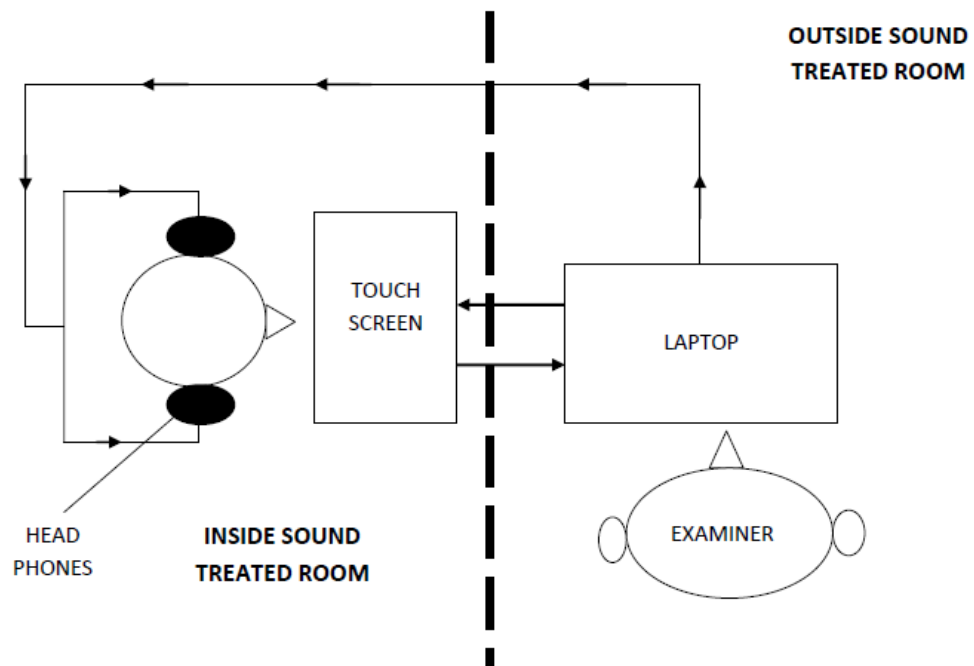 OUTSIDE SOUND
TREATED ROOM
TOUCH
SCREEN
LAPTOP
HEAD
PHONES
INSIDE SOUND
TREATED ROOM
EXAMINER